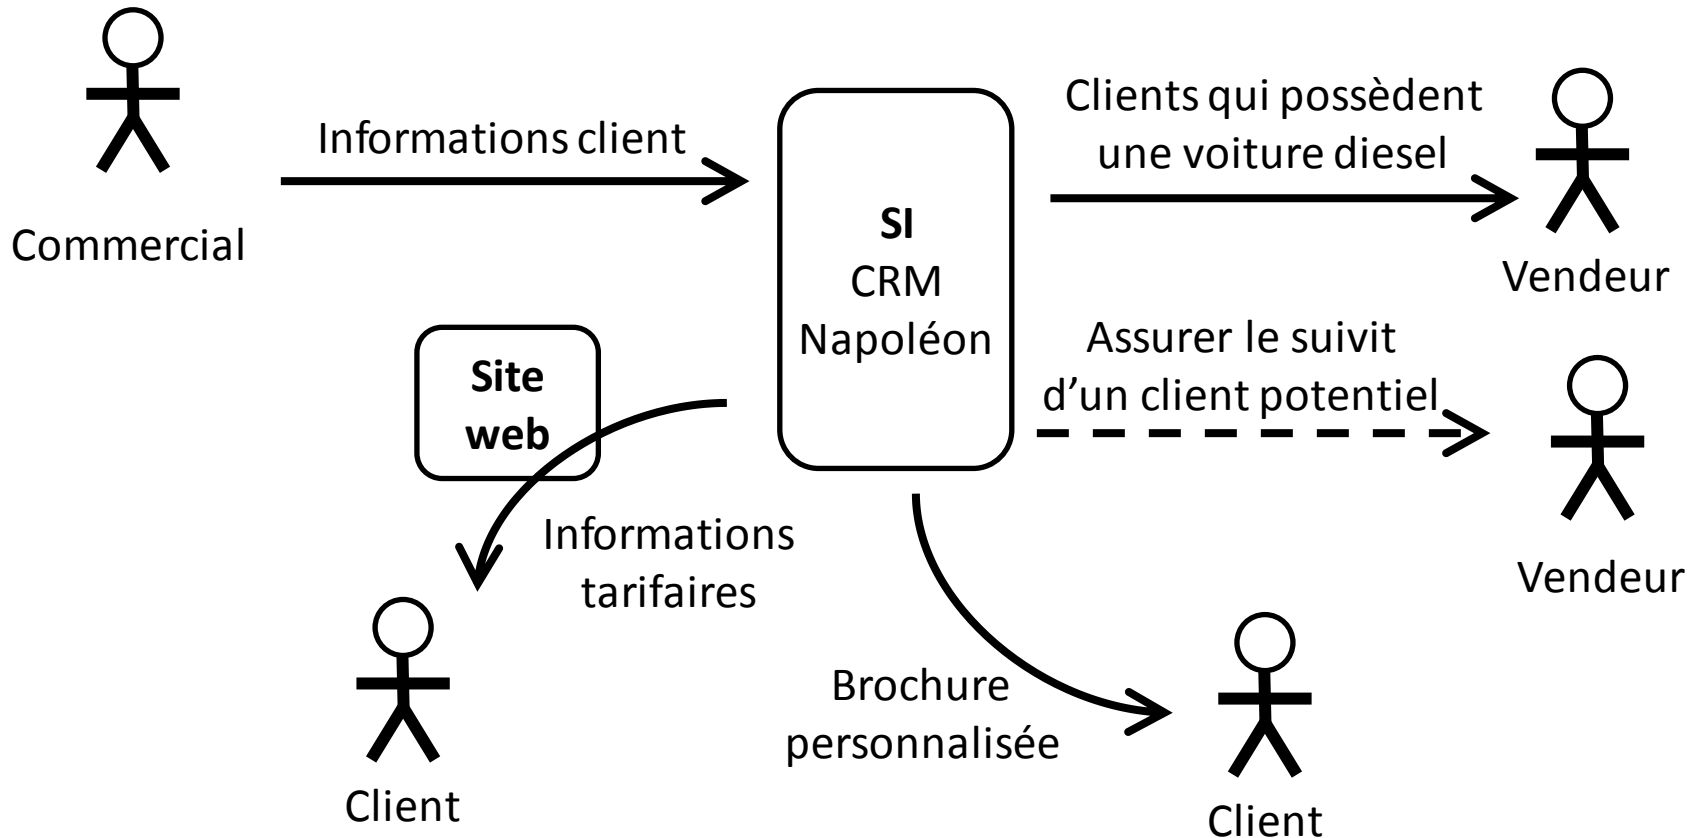 Commercial
Informations client
SI
CRM
Napoléon
Clients qui possèdent
une voiture diesel
Vendeur
Assurer le suivit
d’un client potentiel
Vendeur
Site
web
Informations
tarifaires
Client
Brochure
personnalisée
Client